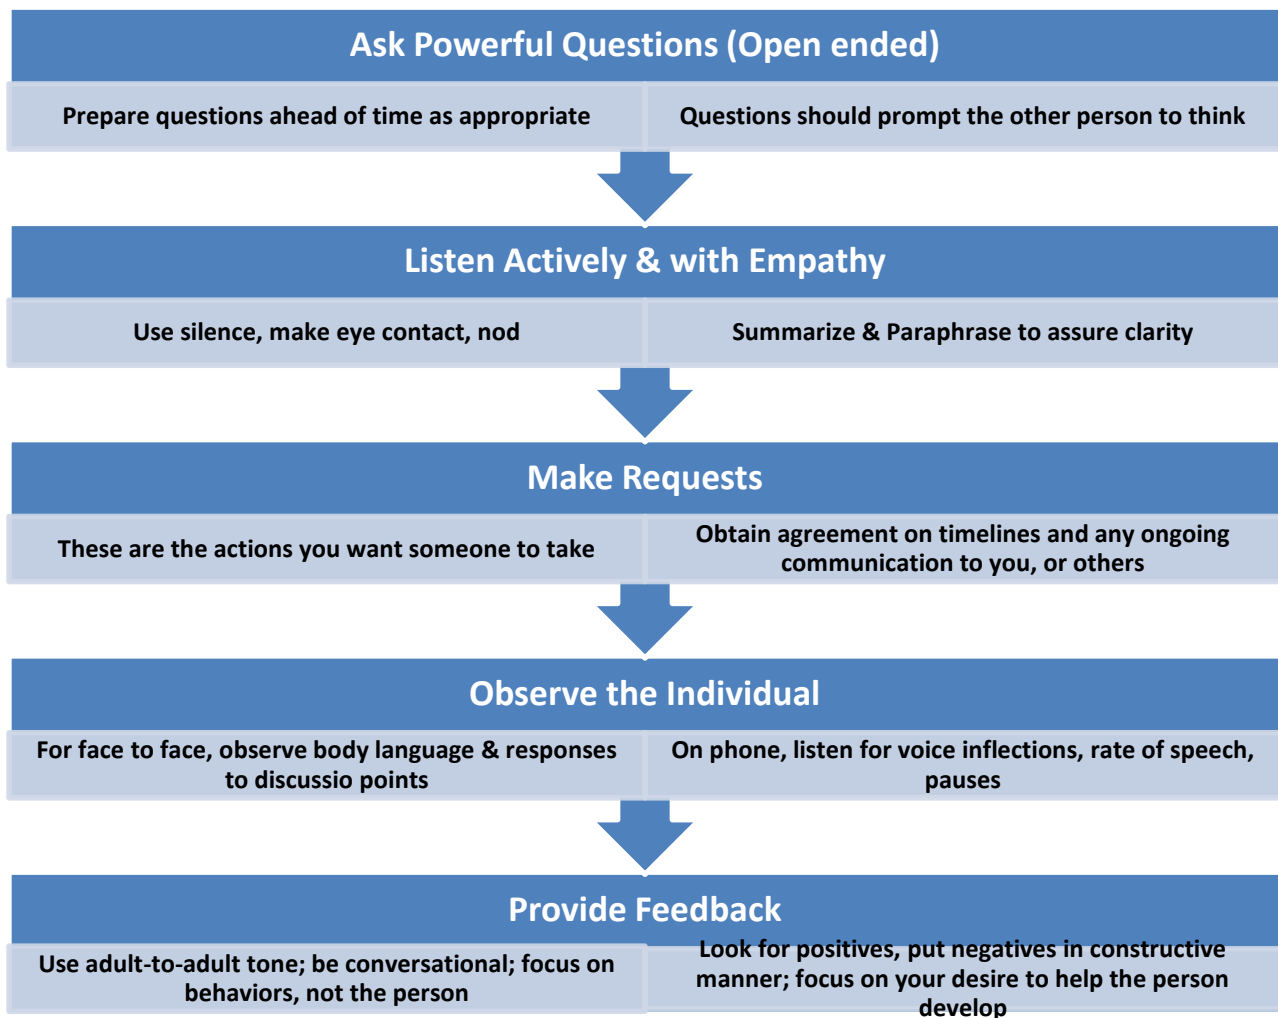 Ask Powerful Questions (Open ended)
Prepare questions ahead of time as appropriate
Questions should prompt the other person to think
Listen Actively & with Empathy
Use silence, make eye contact, nod
Summarize & Paraphrase to assure clarity
Make Requests
These are the actions you want someone to take
Obtain agreement on timelines and any ongoing
communication to you, or others
Observe the Individual
For face to face, observe body language & responses
to discussio points
On phone, listen for voice inflections, rate of speech,
pauses
Provide Feedback
Use adult-to-adult tone; be conversational; focus on
behaviors, not the person
Look for positives, put negatives in constructive
manner; focus on your desire to help the person
develop